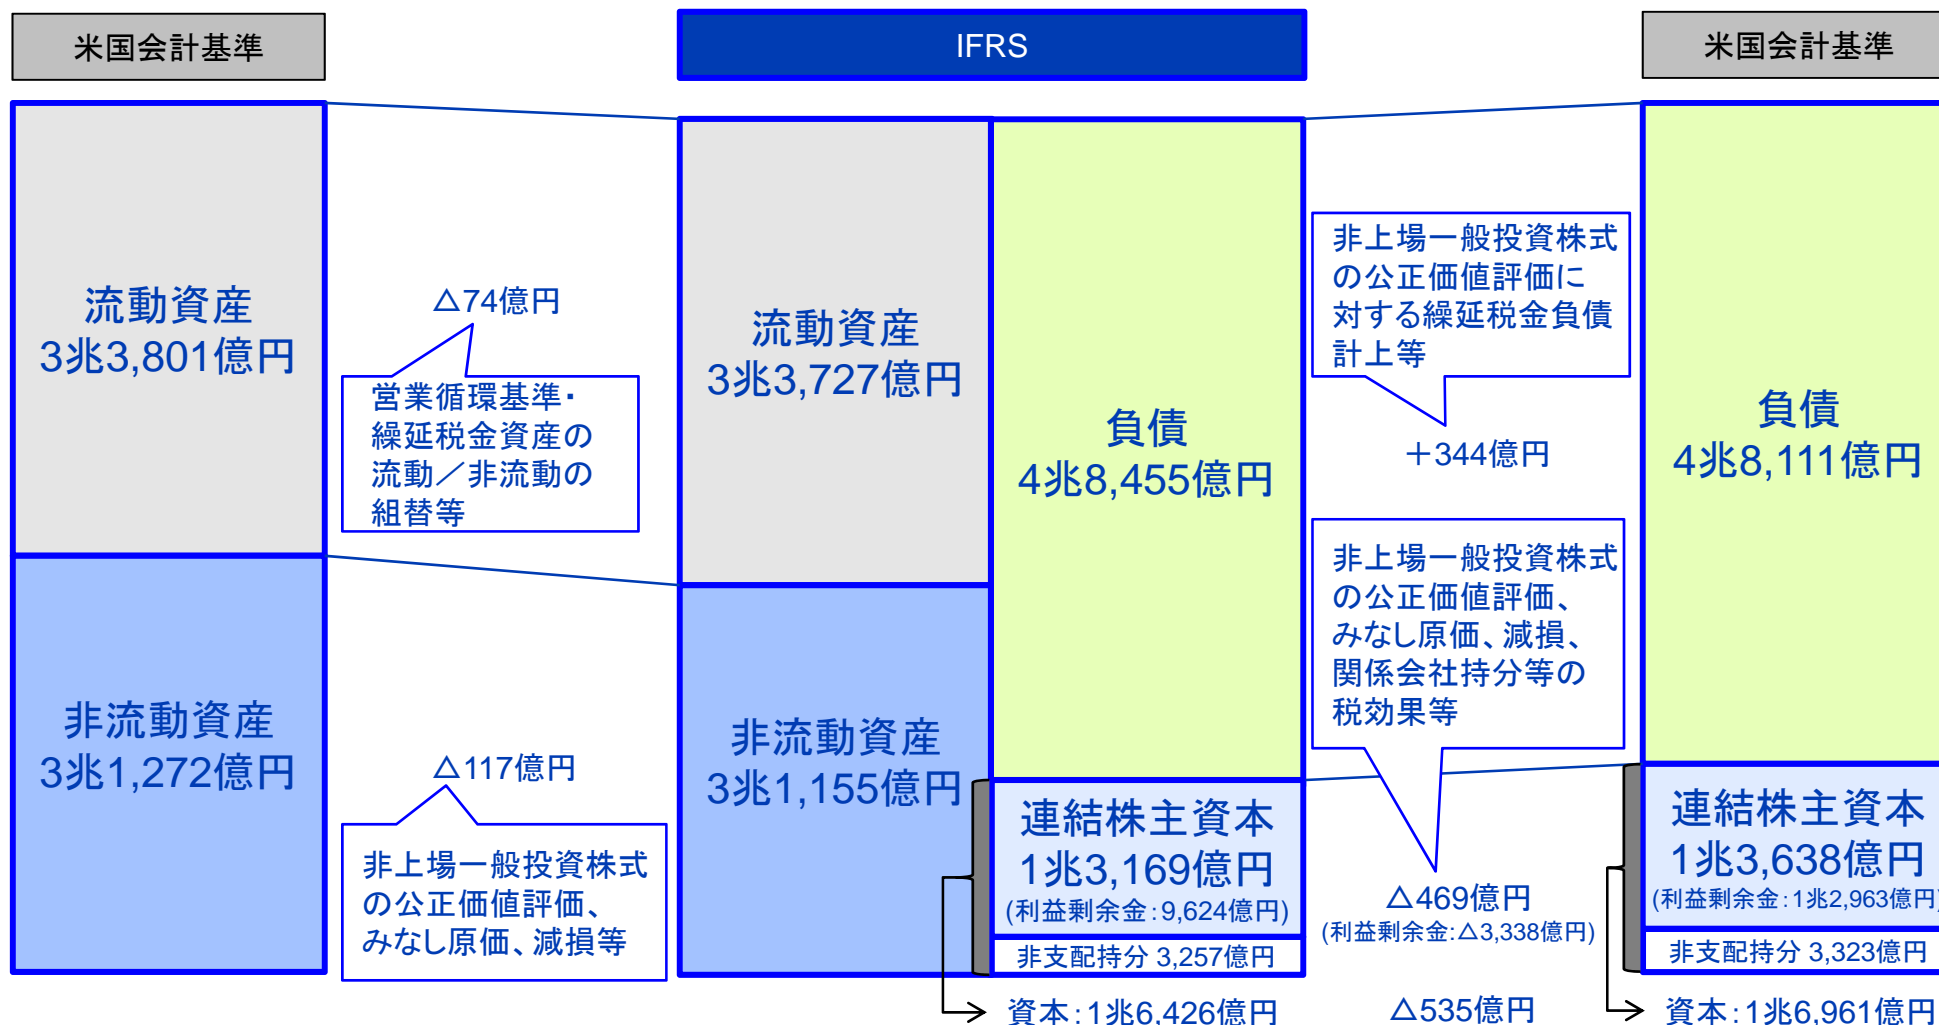 米国会計基準
IFRS
米国会計基準
流動資産
3兆3,801億円
非流動資産
3兆1,272億円
△74億円
営業循環基準・
繰延税金資産の
流動／非流動の
組替等
△117億円
非上場一般投資株式
の公正価値評価、
みなし原価、減損等
流動資産
3兆3,727億円
非流動資産
3兆1,155億円
負債
4兆8,455億円
連結株主資本
1兆3,169億円
(利益剰余金:9,624億円)
非支配持分 3,257億円
資本:1兆6,426億円
非上場一般投資株式
の公正価値評価に
対する繰延税金負債
計上等
＋344億円
非上場一般投資株式
の公正価値評価、
みなし原価、減損、
関係会社持分等の
税効果等
△469億円
(利益剰余金:△3,338億円)
△535億円
負債
4兆8,111億円
連結株主資本
1兆3,638億円
(利益剰余金:1兆2,963億円)
非支配持分 3,323億円
資本:1兆6,961億円